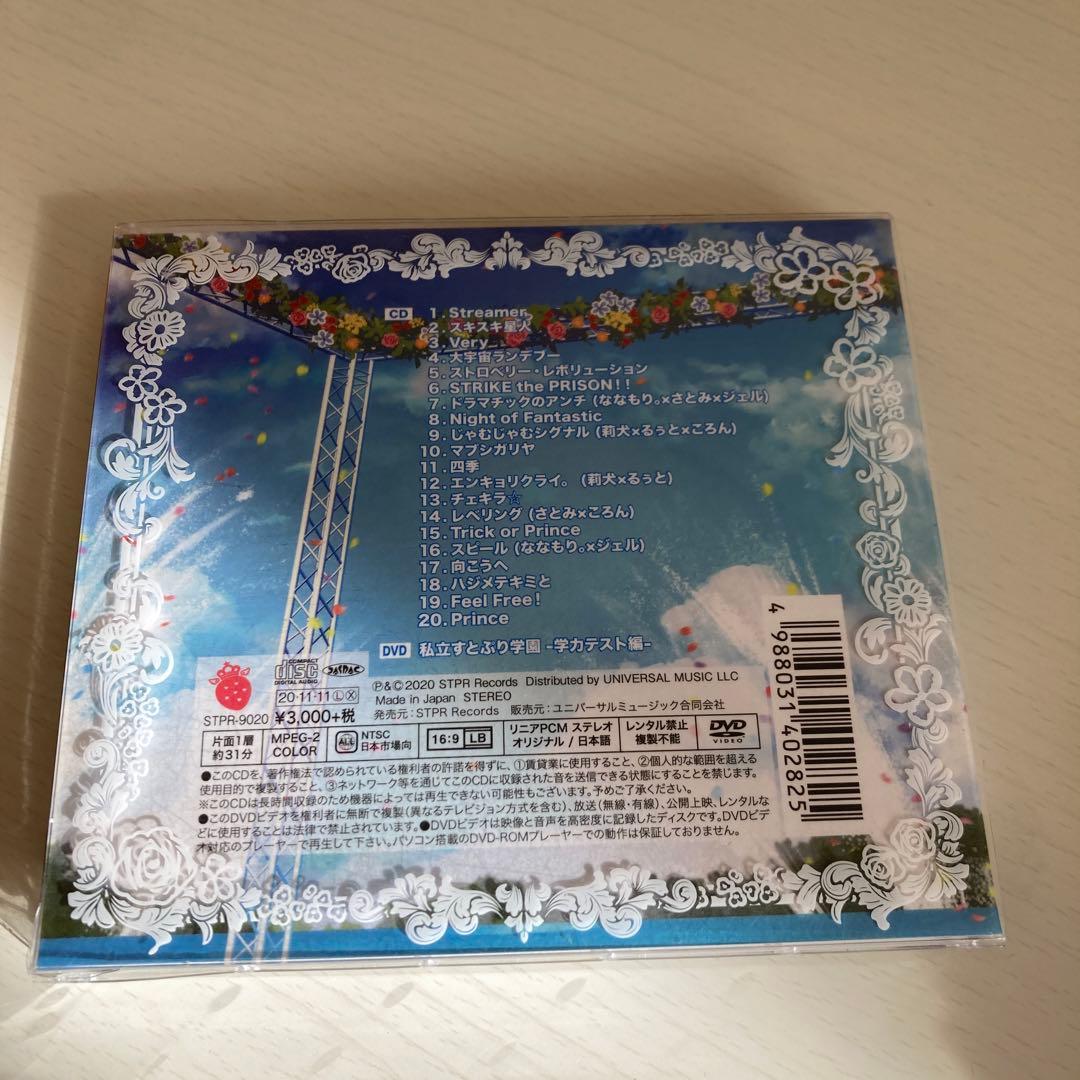 CD 1. Streamer
2. スキスキ星人
3. Very
4. 大宇宙ランデブー
5. ストロベリー・レボリューション
6. STRIKE the PRISON!!
7. ドラマチックのアンチ (ななもり。×さとみ×ジェル)
8. Night of Fantastic
9. じゃむじゃむシグナル (莉犬×るぅと×ころん)
10. マブシガリヤ
11. 四季
12. エンキョリクライ。 (莉犬×るぅと)
13. チェキラ☆
14. レベリング (さとみ×ころん)
15. Trick or Prince
16. スピール (ななもり。×ジェル)
17. 向こうへ
18. ハジメテキミと
19. Feel Free!
20. Prince
DVD 私立すとぷり学園 -学力テスト編-
COMPACT disc DIGITAL AUDIO
JASRAC
20·11·11 Ⓛ Ⓧ
STPR-9020 ¥3,000+税
Ⓟ&©2020 STPR Records Distributed by UNIVERSAL MUSIC LLC
Made in Japan STEREO
発売元：STPR Records 販売元：ユニバーサルミュージック合同会社
片面1層 約31分
MPEG-2 COLOR
ALL NTSC 日本市場向
16:9 LB
リニアPCM ステレオ オリジナル / 日本語
レンタル禁止 複製不能
DVD VIDEO
●このCDを、著作権法で認められている権利者の許諾を得ずに、①賃貸業に使用すること、②個人的な範囲を超える
使用目的で複製すること、③ネットワーク等を通じてこのCDに収録された音を送信できる状態にすることを禁じます。
※このCDは長時間収録のため機器によっては再生できない可能性もございます。予めご了承ください。
●このDVDビデオを権利者に無断で複製(異なるテレビジョン方式を含む)、放送(無線・有線)、公開上映、レンタルな
どに使用することは法律で禁止されています。●DVDビデオは映像と音声を高密度に記録したディスクです。DVDビデ
オ対応のプレーヤーで再生して下さい。パソコン搭載のDVD-ROMプレーヤーでの動作は保証しておりません。
4 988031 402825